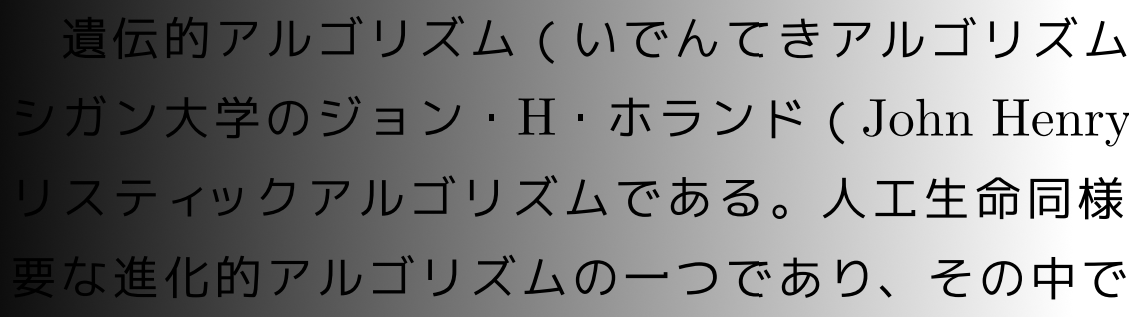 遺伝的アルゴリズム(いでんてきアルゴリズム
シガン大学のジョン・H・ホランド(John Henry
リスティックアルゴリズムである。人工生命同様
要な進化的アルゴリズムの一つであり、その中で